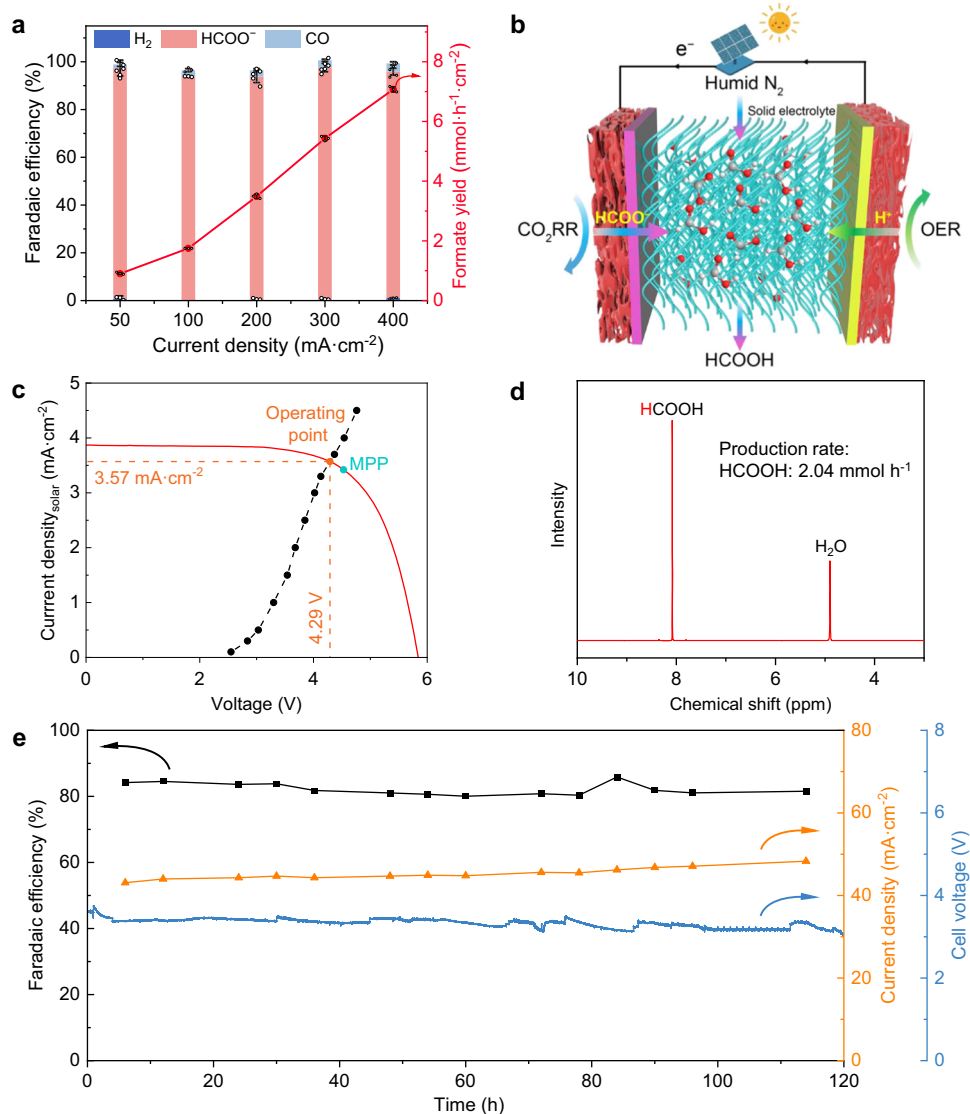 a
H₂ HCOO⁻ CO
Faradaic efficiency (%)
100
80
60
40
20
0
8
6
4
2
0
Formate yield (mmol·h⁻¹·cm⁻²)
50 100 200 300 400
Current density (mA·cm⁻²)
b
e⁻
Humid N₂
Solid electrolyte
CO₂RR
HCOO⁻
H⁺
OER
HCOOH
c
Currrent density_solar (mA·cm⁻²)
5
4
3
2
1
0
Operating
point
MPP
3.57 mA·cm⁻²
4.29 V
0 2 4 6
Voltage (V)
d
HCOOH
Production rate:
HCOOH: 2.04 mmol h⁻¹
H₂O
Intensity
10 8 6 4
Chemical shift (ppm)
e
Faradaic efficiency (%)
100
80
60
40
20
0
80
60
40
20
0
Current density (mA·cm⁻²)
8
6
4
2
0
Cell voltage (V)
0 20 40 60 80 100 120
Time (h)